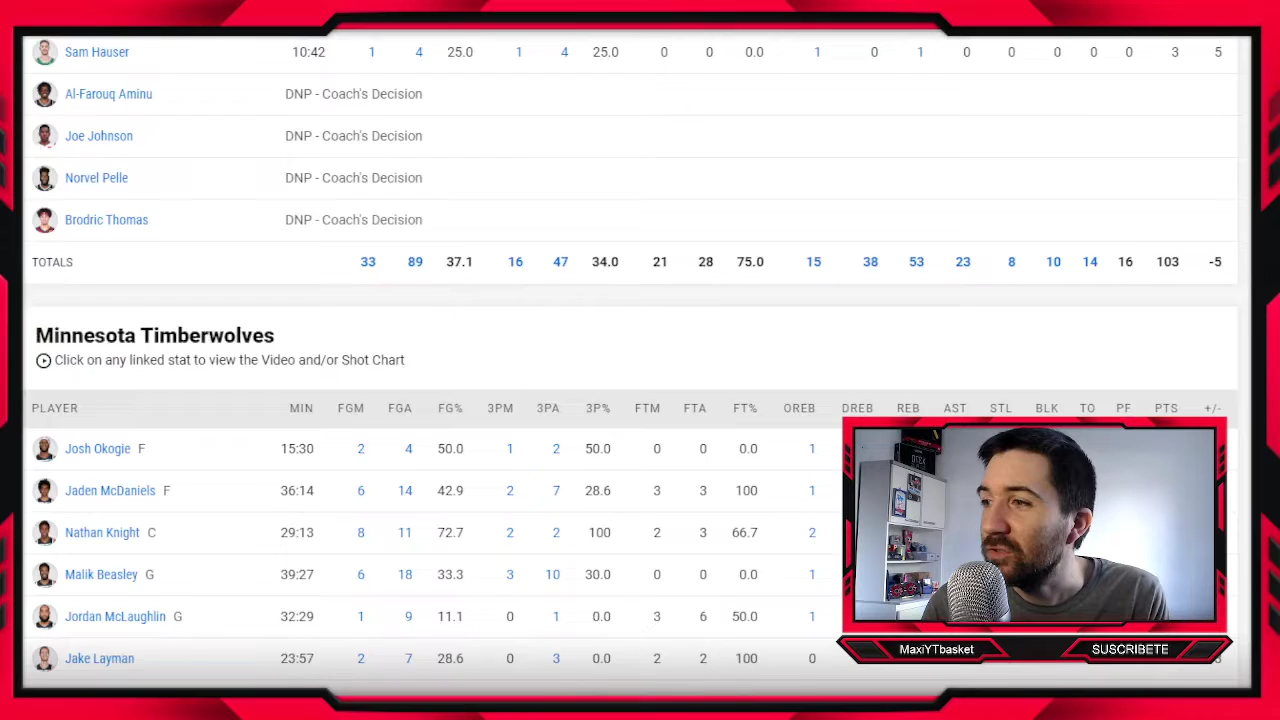 Sam Hauser 10:42 1 4 25.0 1 4 25.0 0 0 0.0 1 0 1 0 0 0 0 0 3 5
Al-Farouq Aminu DNP - Coach's Decision
Joe Johnson DNP - Coach's Decision
Norvel Pelle DNP - Coach's Decision
Brodric Thomas DNP - Coach's Decision
TOTALS 33 89 37.1 16 47 34.0 21 28 75.0 15 38 53 23 8 10 14 16 103 -5
Minnesota Timberwolves
Click on any linked stat to view the Video and/or Shot Chart
PLAYER MIN FGM FGA FG% 3PM 3PA 3P% FTM FTA FT% OREB DREB REB AST STL BLK TO PF PTS +/-
Josh Okogie F 15:30 2 4 50.0 1 2 50.0 0 0 0.0 1
Jaden McDaniels F 36:14 6 14 42.9 2 7 28.6 3 3 100 1
Nathan Knight C 29:13 8 11 72.7 2 2 100 2 3 66.7 2
Malik Beasley G 39:27 6 18 33.3 3 10 30.0 0 0 0.0 1
Jordan McLaughlin G 32:29 1 9 11.1 0 1 0.0 3 6 50.0 1
Jake Layman 23:57 2 7 28.6 0 3 0.0 2 2 100 0
MaxiYTbasket
SUSCRIBETE